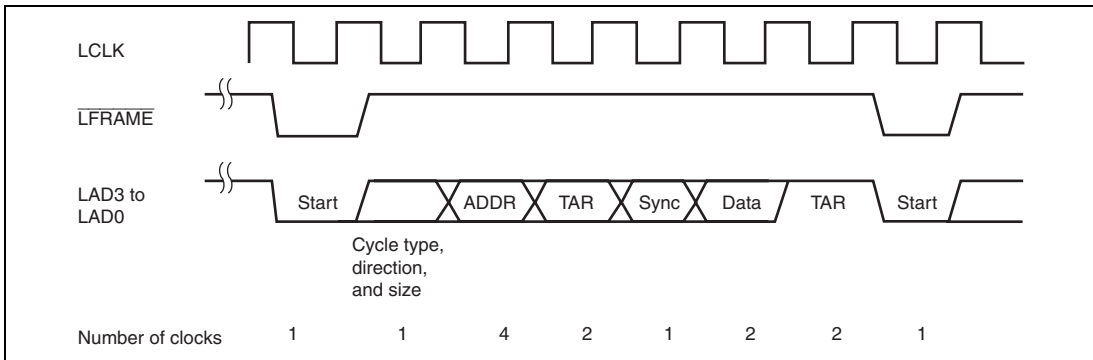 LCLK
LFRAME
LAD3 to
LAD0
Start
ADDR
TAR
Sync
Data
TAR
Start
Cycle type,
direction,
and size
Number of clocks 1 1 4 2 1 2 2 1